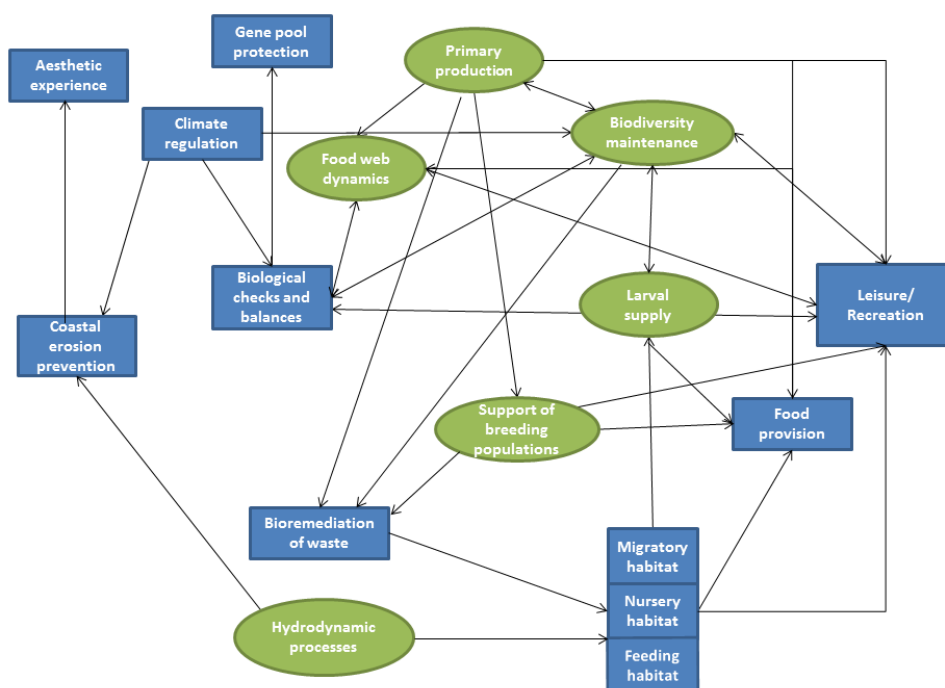 Gene pool
protection
Primary
production
Aesthetic
experience
Climate
regulation
Biodiversity
maintenance
Food web
dynamics
Biological
checks and
balances
Larval
supply
Leisure/
Recreation
Coastal
erosion
prevention
Support of
breeding
populations
Food
provision
Bioremediation
of waste
Migratory
habitat
Nursery
habitat
Hydrodynamic
processes
Feeding
habitat